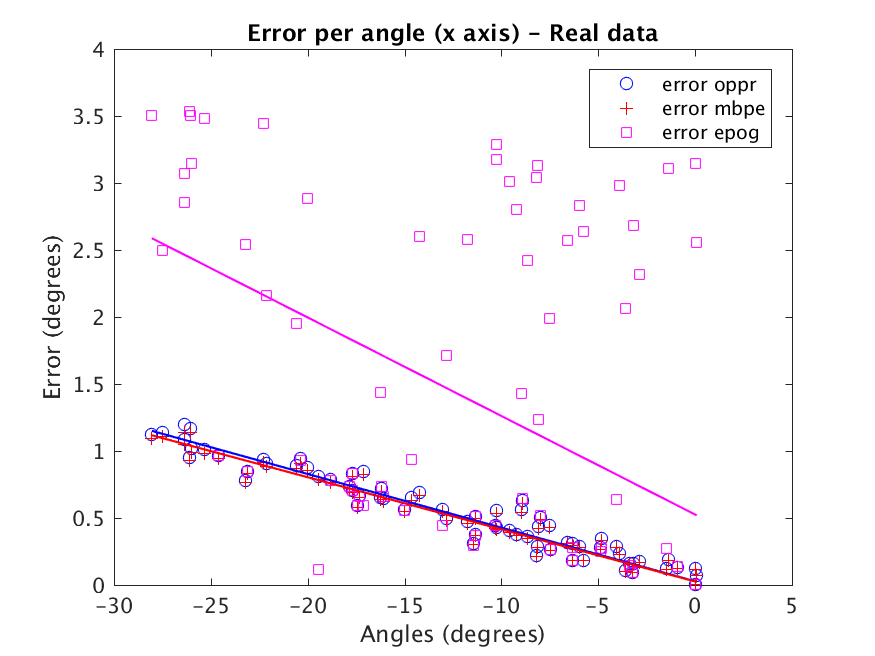 Error per angle (x axis) – Real data
error oppr
error mbpe
error epog
4
3.5
3
2.5
2
1.5
1
0.5
0
Error (degrees)
−30 −25 −20 −15 −10 −5 0 5
Angles (degrees)